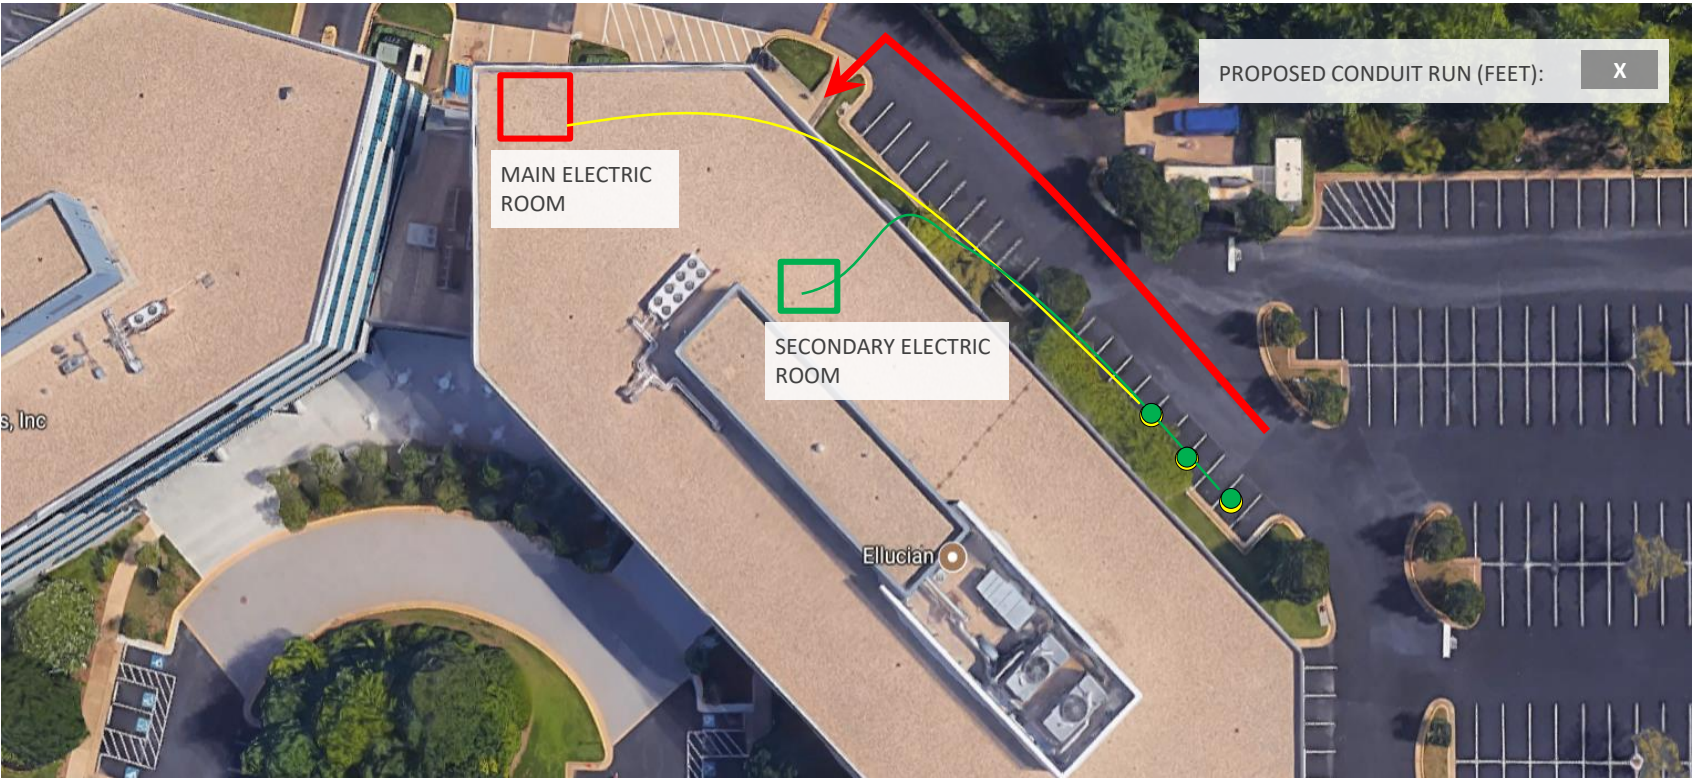 PROPOSED CONDUIT RUN (FEET): X
MAIN ELECTRIC
ROOM
SECONDARY ELECTRIC
ROOM
s, Inc
Ellucian